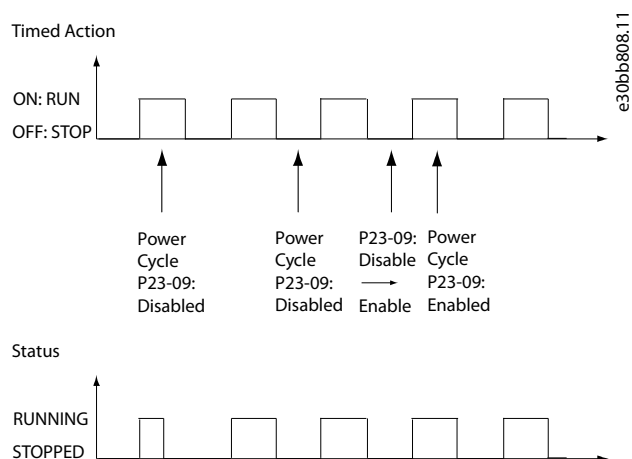 Timed Action
e30bb808.11
ON: RUN
OFF: STOP
Power
Cycle
P23-09:
Disabled
Power
Cycle
P23-09:
Disabled
P23-09:
Disable
→
Enable
Power
Cycle
P23-09:
Enabled
Status
RUNNING
STOPPED